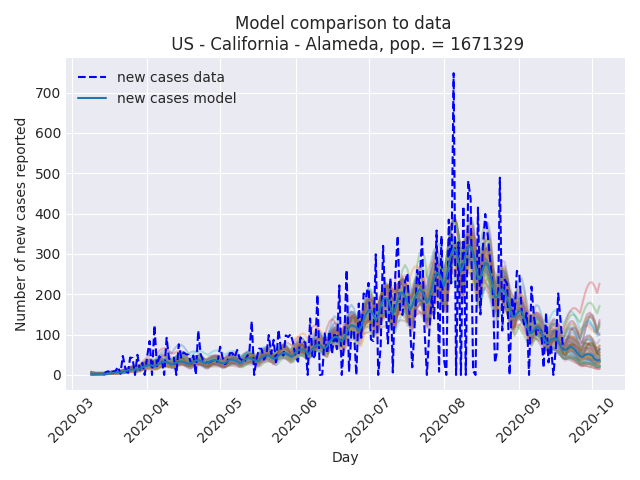 Model comparison to data
US - California - Alameda, pop. = 1671329
new cases data
new cases model
Number of new cases reported
700
600
500
400
300
200
100
0
2020-03
2020-04
2020-05
2020-06
2020-07
2020-08
2020-09
2020-10
Day